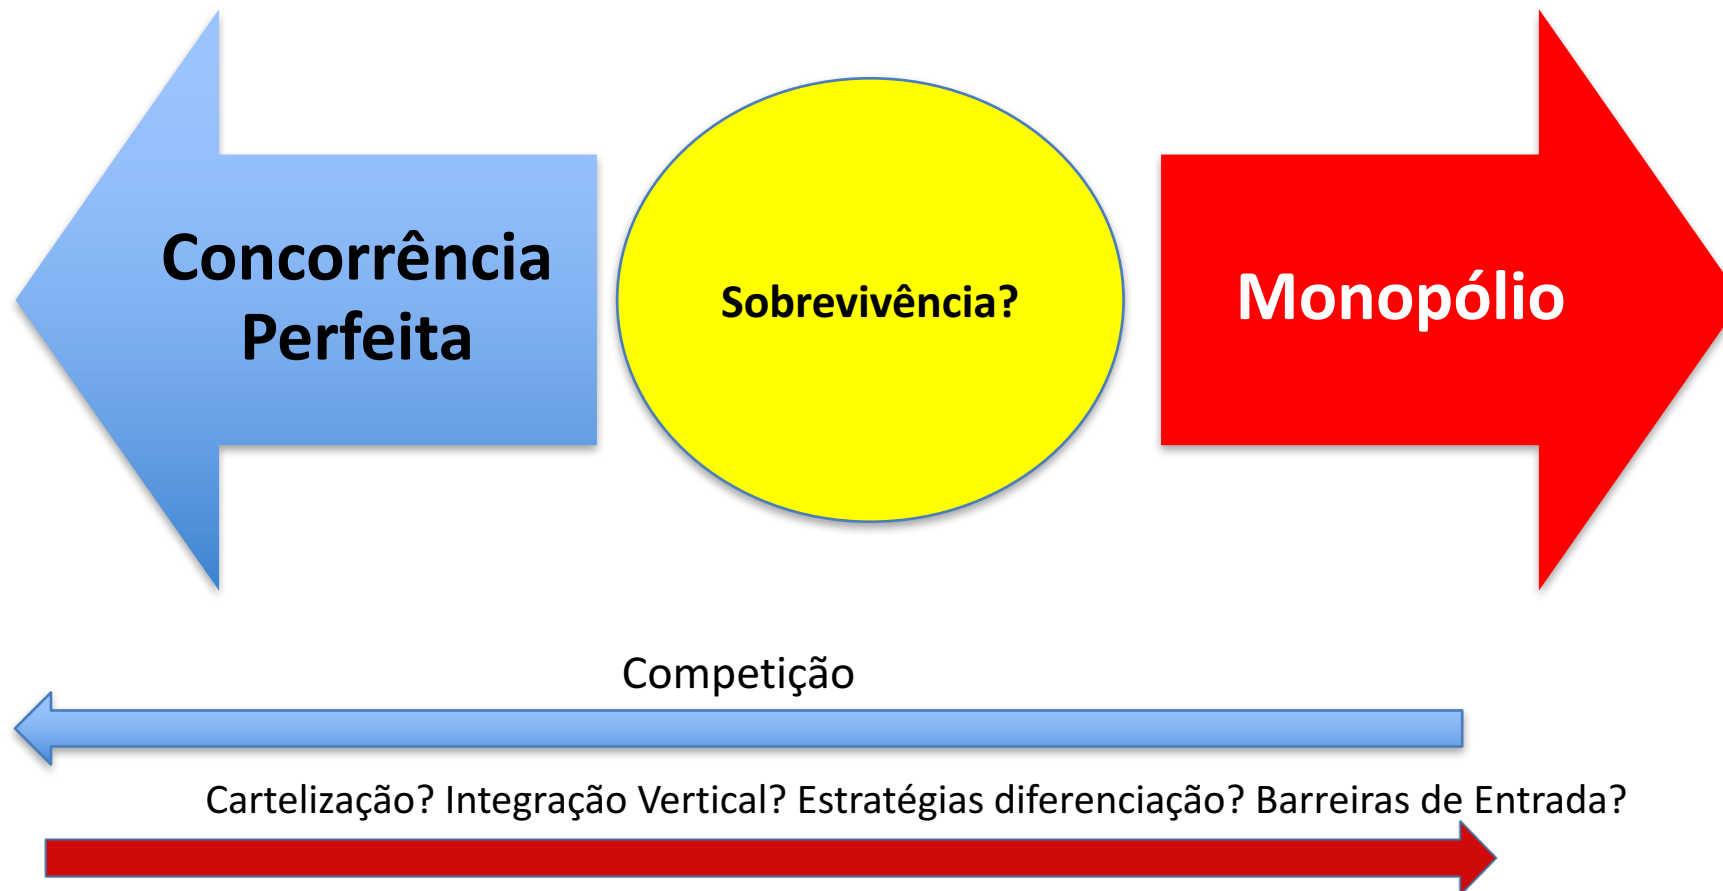 Concorrência
Perfeita
Sobrevivência?
Monopólio
Competição
Cartelização? Integração Vertical? Estratégias diferenciação? Barreiras de Entrada?